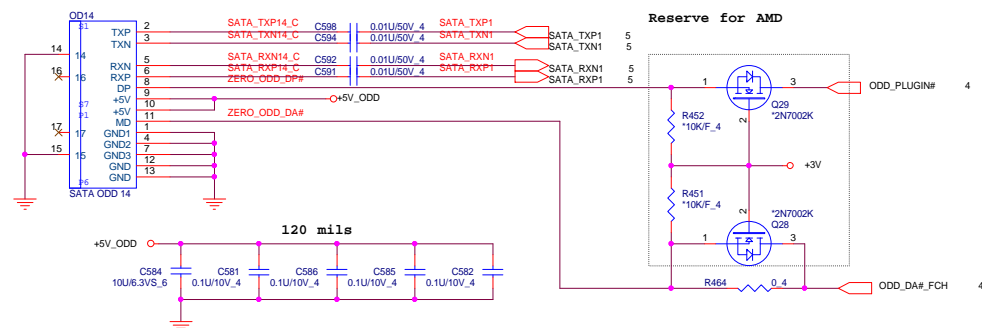 OD14
Reserve for AMD
S1
TXP
TXN
RXN
RXP
DP
+5V
+5V
MD
GND1
GND2
GND3
GND
GND
14
16
S7
P1
17
15
P6
SATA ODD 14
2
3
5
6
8
9
10
11
1
4
7
12
13
14
16
17
15
SATA_TXP14_C
SATA_TXN14_C
SATA_RXN14_C
SATA_RXP14_C
ZERO_ODD_DP#
ZERO_ODD_DA#
C598 0.01U/50V_4
C594 0.01U/50V_4
C592 0.01U/50V_4
C591 0.01U/50V_4
SATA_TXP1
SATA_TXN1
SATA_RXN1
SATA_RXP1
SATA_TXP1 5
SATA_TXN1 5
SATA_RXN1 5
SATA_RXP1 5
+5V_ODD
1
3
2
Q29
*2N7002K
ODD_PLUGIN# 4
R452
*10K/F_4
+3V
R451
*10K/F_4
2
*2N7002K
Q28
1
3
R464 0_4
ODD_DA#_FCH 4
120 mils
+5V_ODD
C584
10U/6.3VS_6
C581
0.1U/10V_4
C586
0.1U/10V_4
C585
0.1U/10V_4
C582
0.1U/10V_4